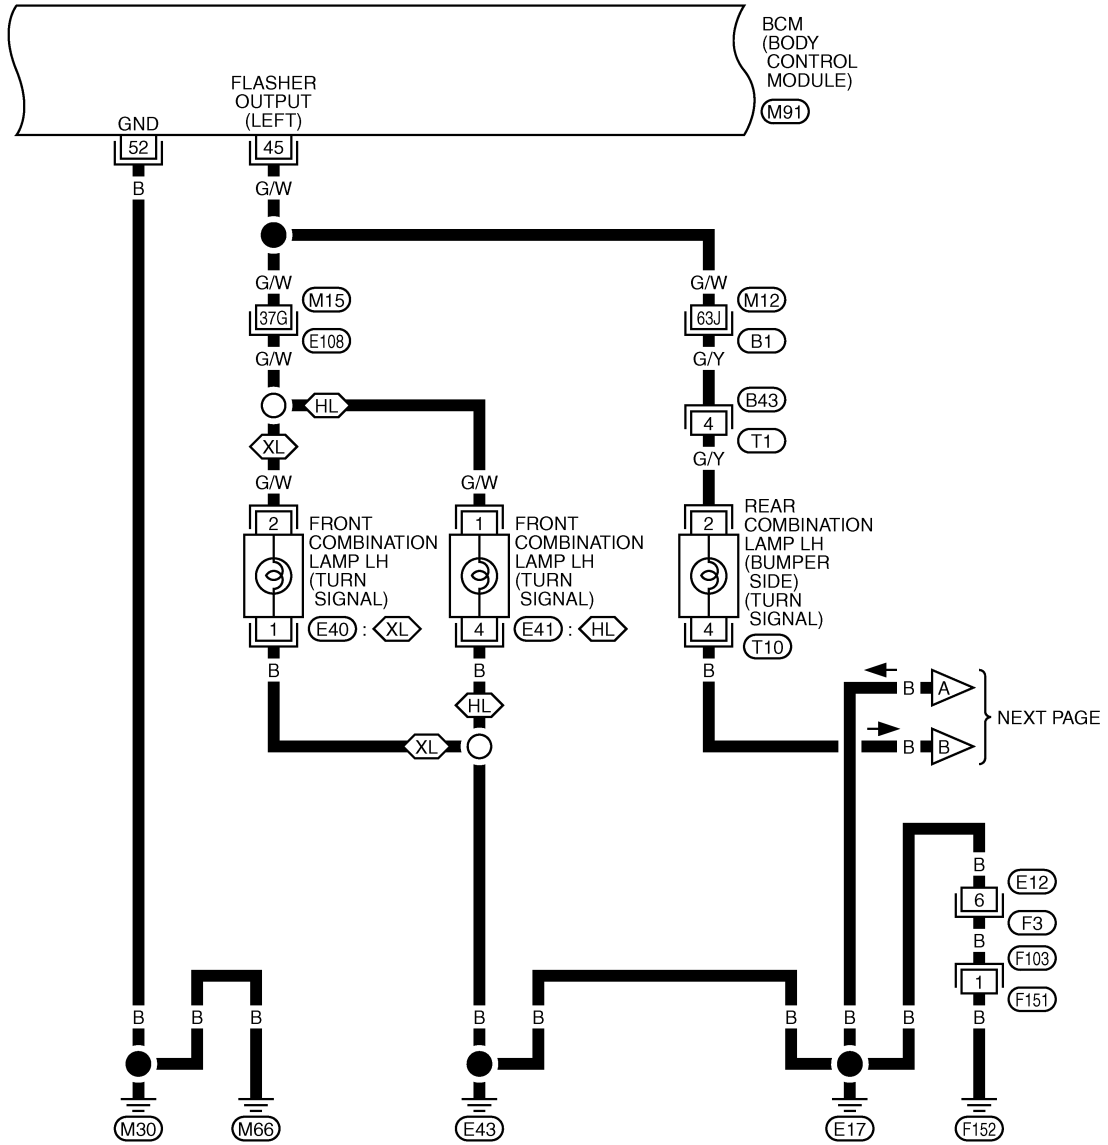 BCM
(BODY
CONTROL
MODULE)
M91
FLASHER
OUTPUT
(LEFT)
GND
52
45
B
G/W
G/W
G/W
37G
M15
E108
63J
M12
B1
G/W
G/Y
HL
B43
4
T1
XL
G/Y
G/W
G/W
2
1
2
FRONT
COMBINATION
LAMP LH
(TURN
SIGNAL)
FRONT
COMBINATION
LAMP LH
(TURN
SIGNAL)
REAR
COMBINATION
LAMP LH
(BUMPER
SIDE)
(TURN
SIGNAL)
1
E40 : XL
4
E41 : HL
4
T10
B
B
B
HL
B
A
NEXT PAGE
XL
B
B
B
E12
6
F3
B
F103
1
F151
B
B
B
B
B
B
B
B
B
M30
M66
E43
E17
F152